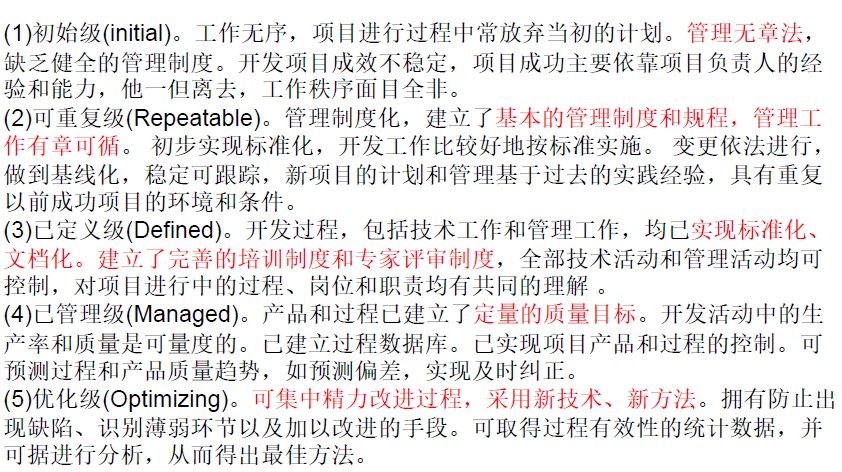 (1)初始级(initial)。工作无序，项目进行过程中常放弃当初的计划。管理无章法，
缺乏健全的管理制度。开发项目成效不稳定，项目成功主要依靠项目负责人的经
验和能力，他一但离去，工作秩序面目全非。
(2)可重复级(Repeatable)。管理制度化，建立了基本的管理制度和规程，管理工
作有章可循。 初步实现标准化，开发工作比较好地按标准实施。 变更依法进行，
做到基线化，稳定可跟踪，新项目的计划和管理基于过去的实践经验，具有重复
以前成功项目的环境和条件。
(3)已定义级(Defined)。开发过程，包括技术工作和管理工作，均已实现标准化、
文档化。建立了完善的培训制度和专家评审制度，全部技术活动和管理活动均可
控制，对项目进行中的过程、岗位和职责均有共同的理解 。
(4)已管理级(Managed)。产品和过程已建立了定量的质量目标。开发活动中的生
产率和质量是可量度的。已建立过程数据库。已实现项目产品和过程的控制。可
预测过程和产品质量趋势，如预测偏差，实现及时纠正。
(5)优化级(Optimizing)。可集中精力改进过程，采用新技术、新方法。拥有防止出
现缺陷、识别薄弱环节以及加以改进的手段。可取得过程有效性的统计数据，并
可据进行分析，从而得出最佳方法。